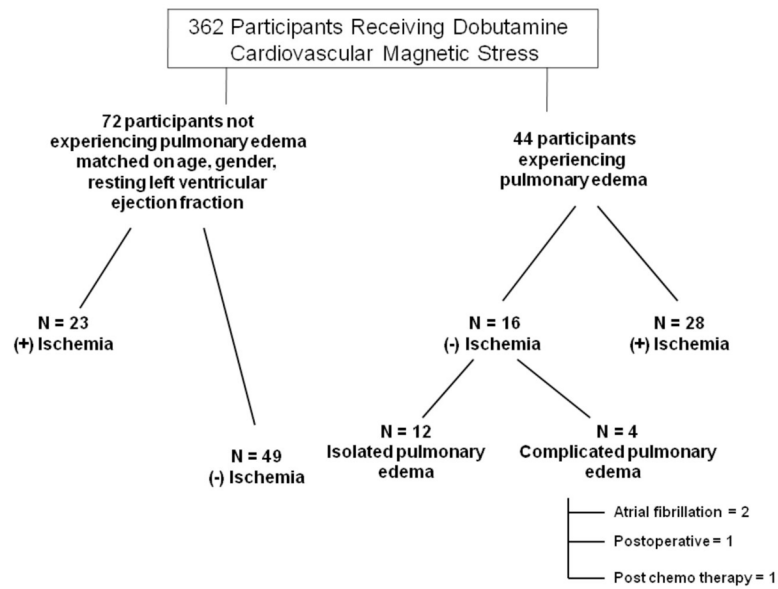 362 Participants Receiving Dobutamine
Cardiovascular Magnetic Stress
72 participants not
experiencing pulmonary edema
matched on age, gender,
resting left ventricular
ejection fraction
44 participants
experiencing
pulmonary edema
N = 23
(+) Ischemia
N = 16
(-) Ischemia
N = 28
(+) Ischemia
N = 49
(-) Ischemia
N = 12
Isolated pulmonary
edema
N = 4
Complicated pulmonary
edema
Atrial fibrillation = 2
Postoperative = 1
Post chemo therapy = 1